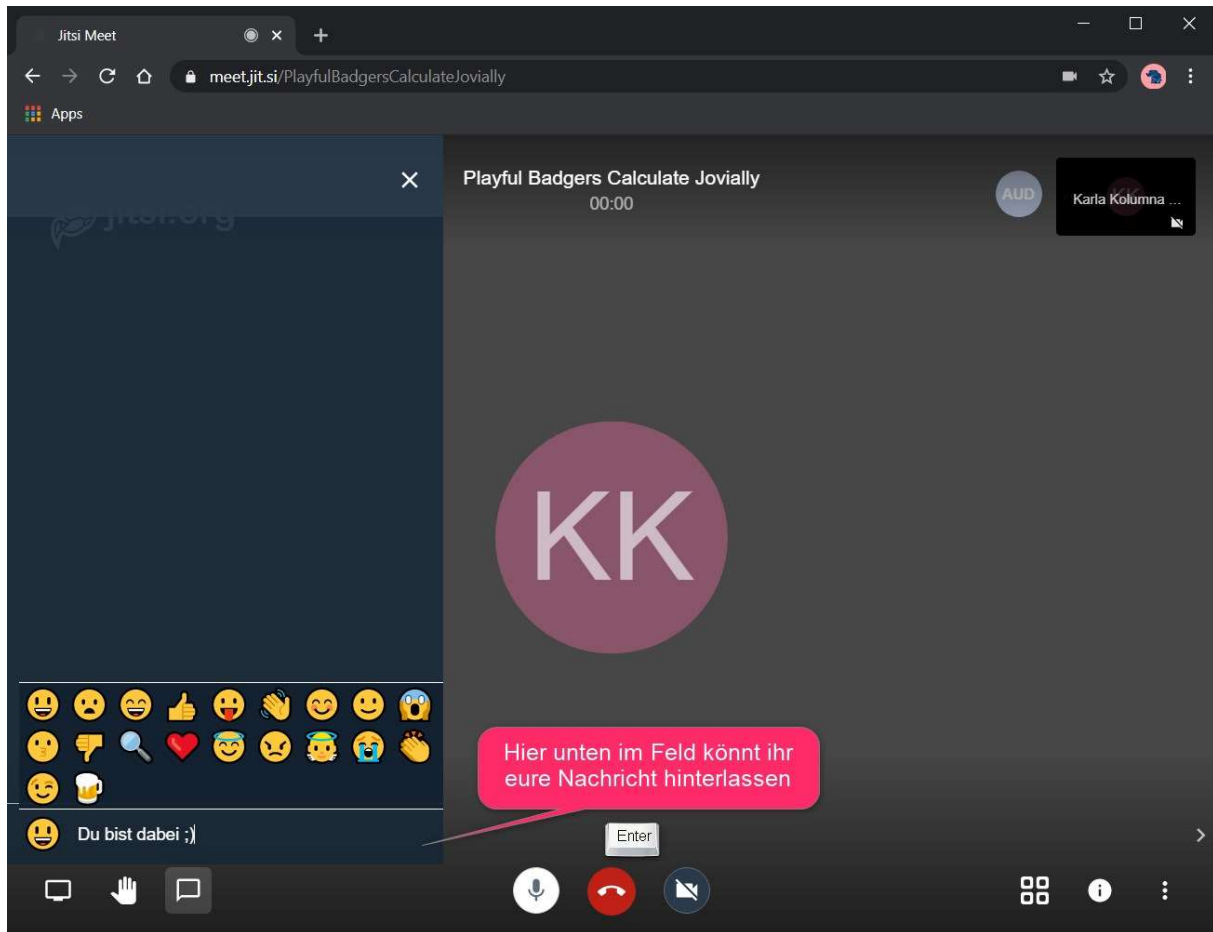 Jitsi Meet
meet.jit.si/PlayfulBadgersCalculateJovially
Apps
jitsi.org
Playful Badgers Calculate Jovially
00:00
AUD
Karla Kolumna ...
KK
KK
Hier unten im Feld könnt ihr
eure Nachricht hinterlassen
Du bist dabei ;)
Enter